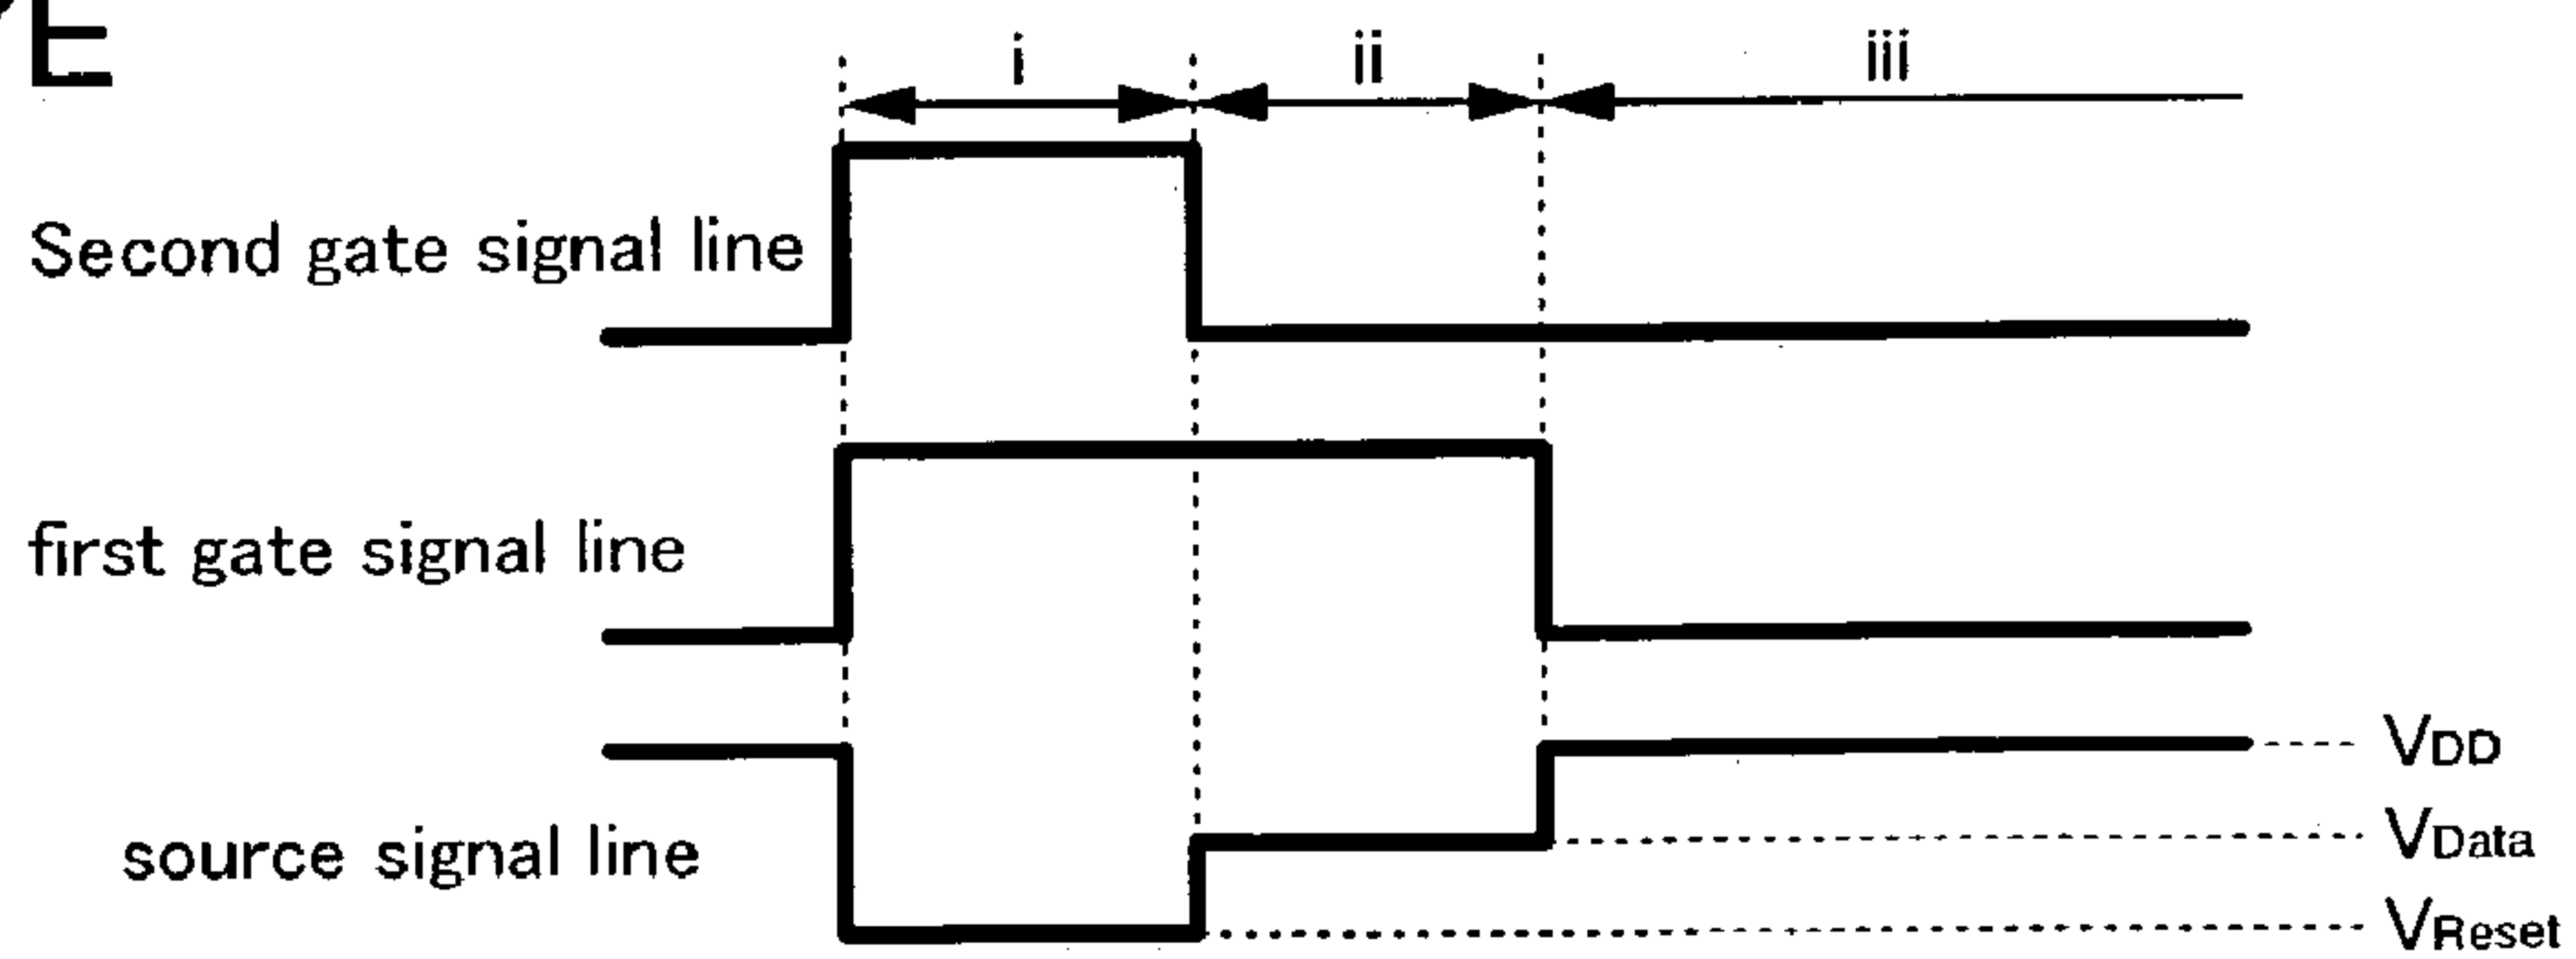 E
i ii iii
Second gate signal line
first gate signal line
VDD
source signal line
VData
VReset